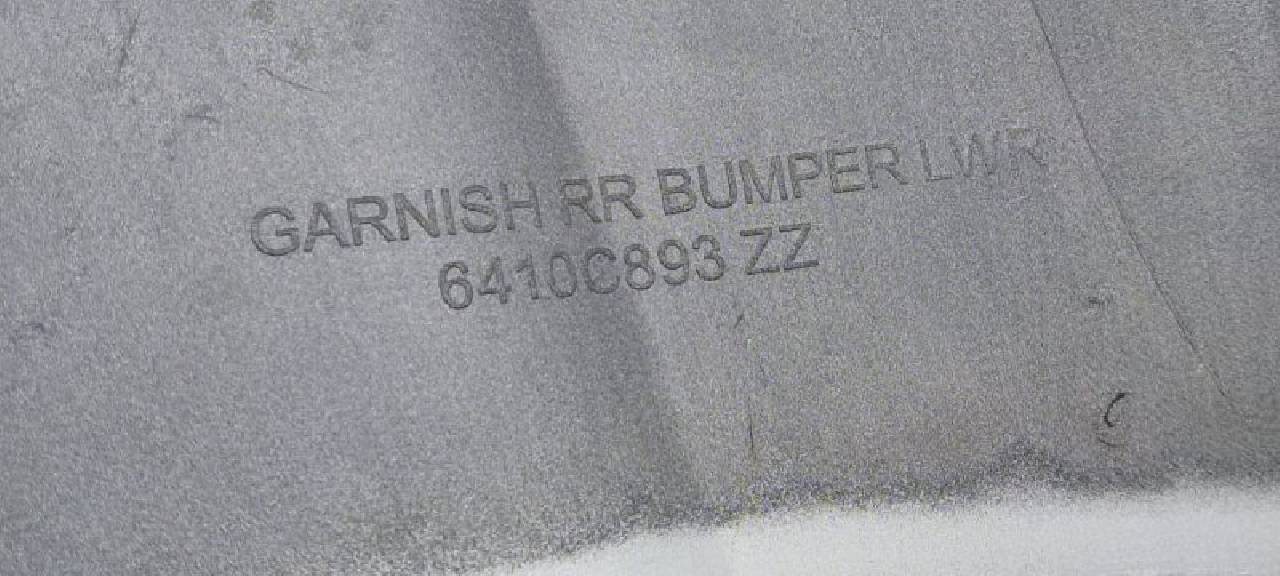 GARNISH RR BUMPER LWR
6410C893 ZZ